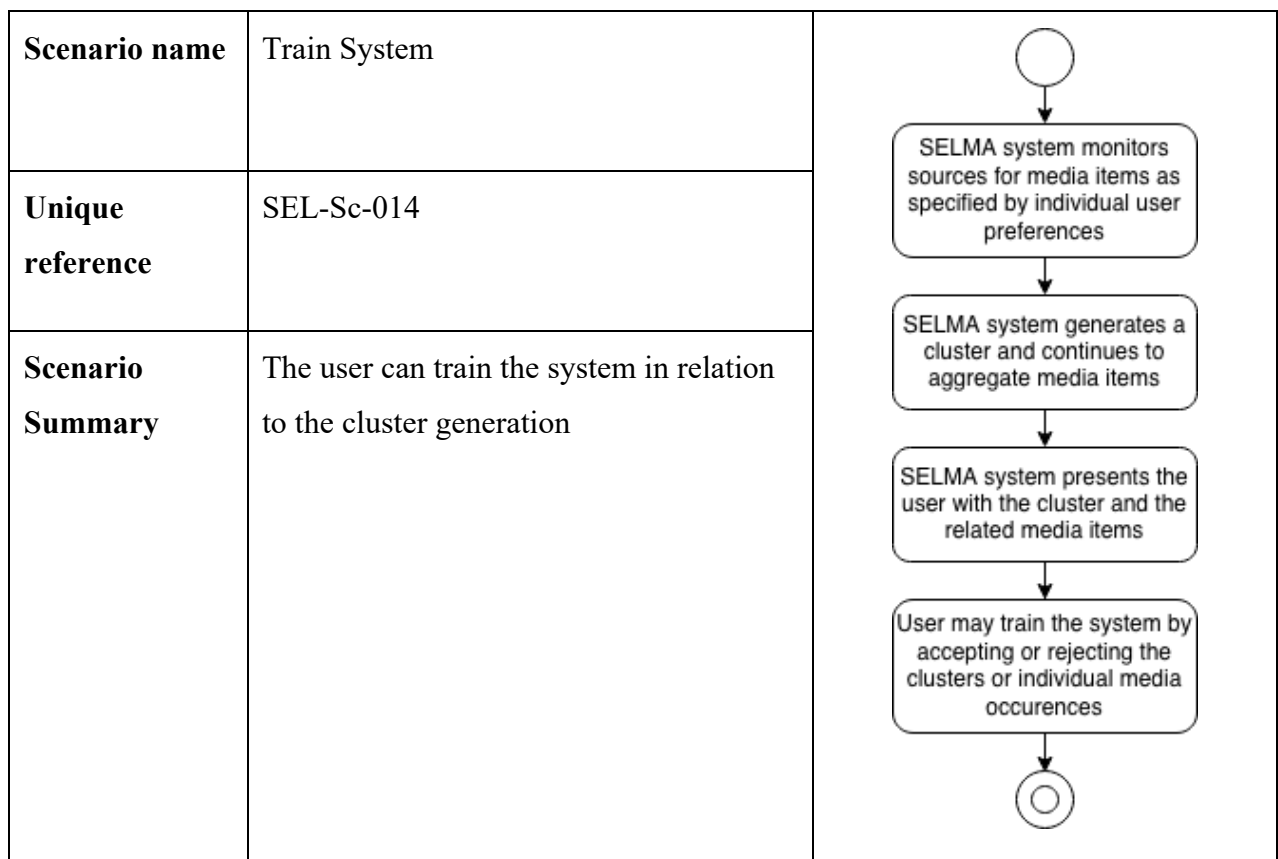 Scenario name
Train System
Unique
reference
SEL-Sc-014
Scenario
Summary
The user can train the system in relation
to the cluster generation
SELMA system monitors
sources for media items as
specified by individual user
preferences
SELMA system generates a
cluster and continues to
aggregate media items
SELMA system presents the
user with the cluster and the
related media items
User may train the system by
accepting or rejecting the
clusters or individual media
occurences